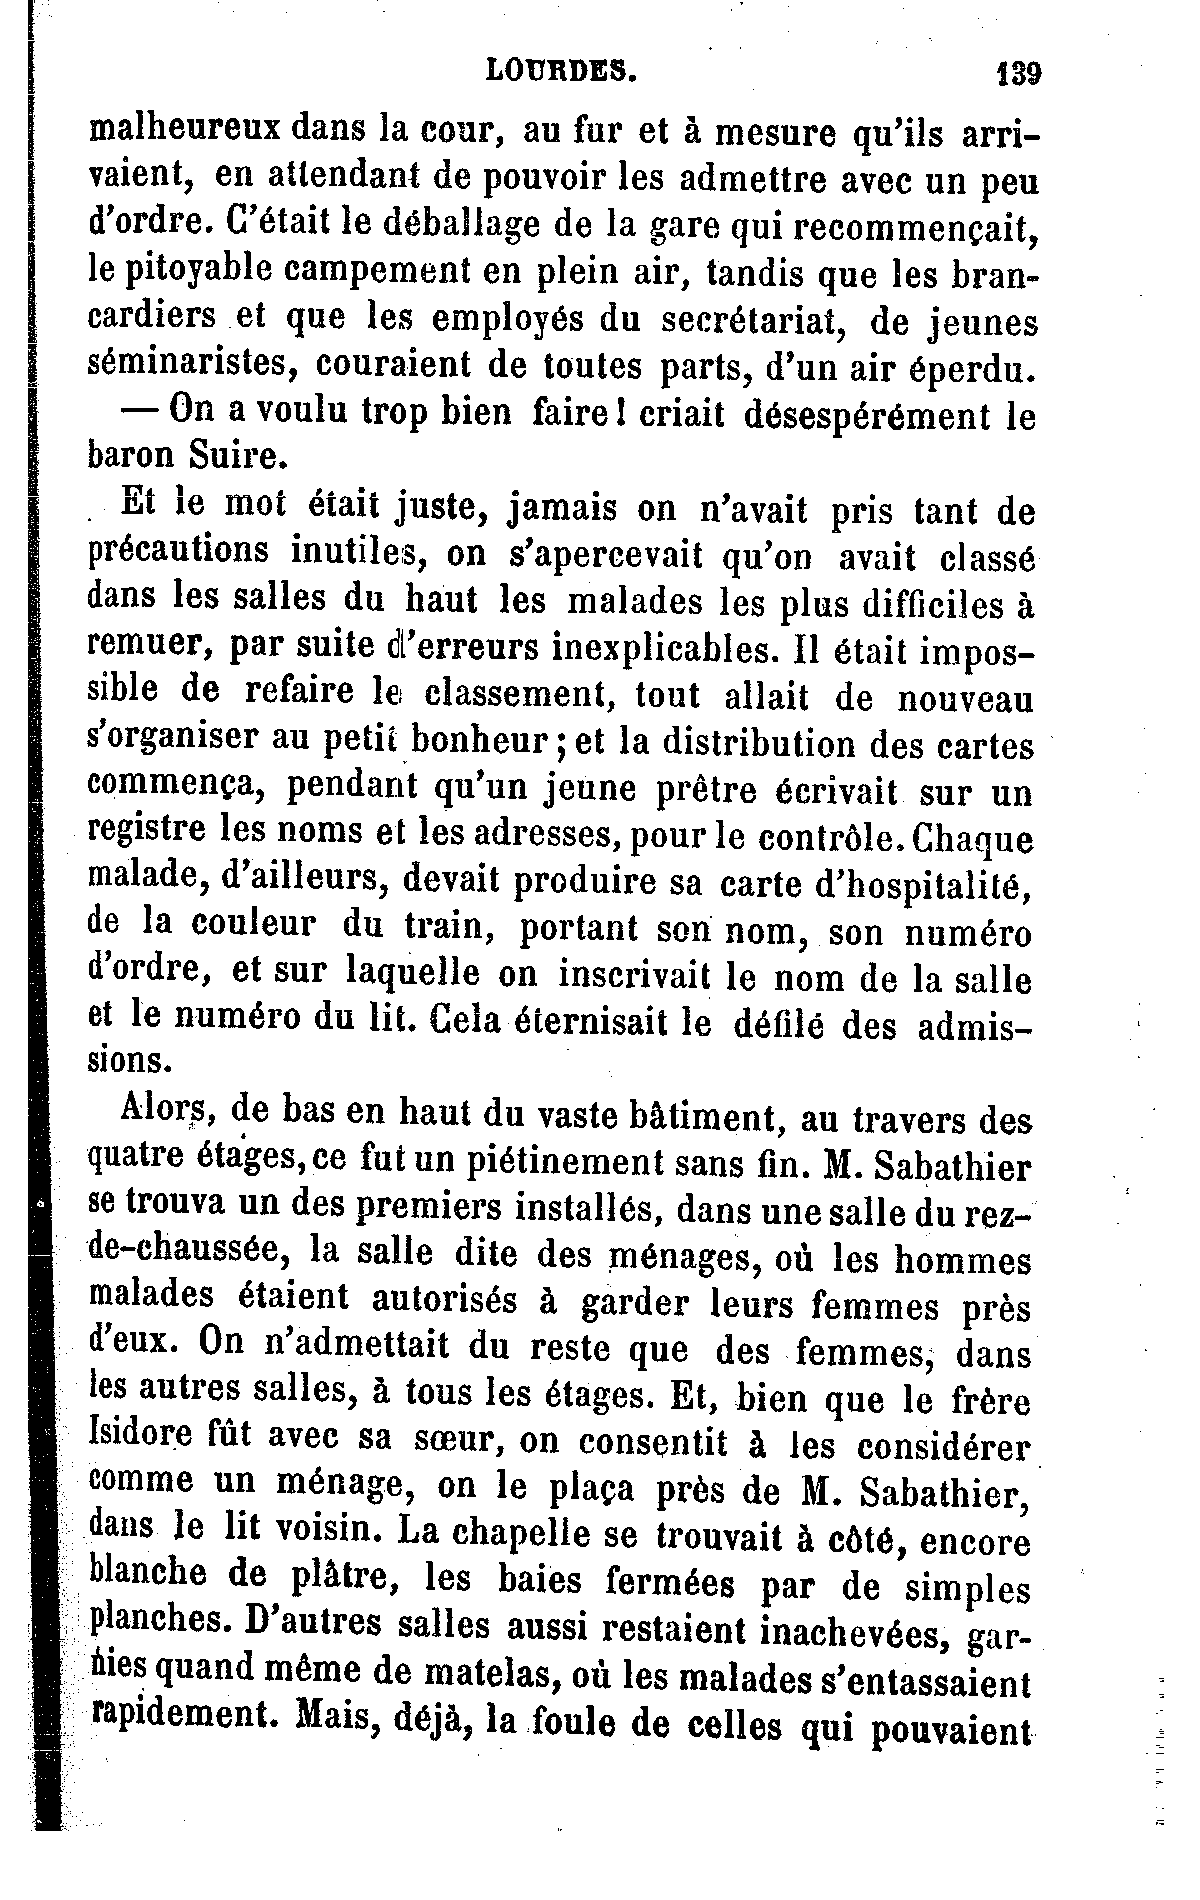 LOURDES. 139
malheureux dans la cour, au fur et à mesure qu'ils arri-
vaient, en attendant de pouvoir les admettre avec un peu
d'ordre. C'était le déballage de la gare qui recommençait,
le pitoyable campement en plein air, tandis que les bran-
cardiers et que les employés du secrétariat, de jeunes
séminaristes, couraient de toutes parts, d'un air éperdu.
— On a voulu trop bien faire! criait désespérément le
baron Suire.
Et le mot était juste, jamais on n'avait pris tant de
précautions inutiles, on s'apercevait qu'on avait classé
dans les salles du haut les malades les plus difficiles à
remuer, par suite d'erreurs inexplicables. Il était impos-
sible de refaire le classement, tout allait de nouveau
s'organiser au petit bonheur; et la distribution des cartes
commença, pendant qu'un jeune prêtre écrivait sur un
registre les noms et les adresses, pour le contrôle. Chaque
malade, d'ailleurs, devait produire sa carte d'hospitalité,
de la couleur du train, portant son nom, son numéro
d'ordre, et sur laquelle on inscrivait le nom de la salle
et le numéro du lit. Cela éternisait le défilé des admis-
sions.
Alors, de bas en haut du vaste bâtiment, au travers des
quatre étages, ce fut un piétinement sans fin. M. Sabathier
se trouva un des premiers installés, dans une salle du rez-
de-chaussée, la salle dite des ménages, où les hommes
malades étaient autorisés à garder leurs femmes près
d'eux. On n'admettait du reste que des femmes, dans
les autres salles, à tous les étages. Et, bien que le frère
Isidore fût avec sa sœur, on consentit à les considérer
comme un ménage, on le plaça près de M. Sabathier,
dans le lit voisin. La chapelle se trouvait à côté, encore
blanche de plâtre, les baies fermées par de simples
planches. D'autres salles aussi restaient inachevées, gar-
nies quand même de matelas, où les malades s'entassaient
rapidement. Mais, déjà, la foule de celles qui pouvaient